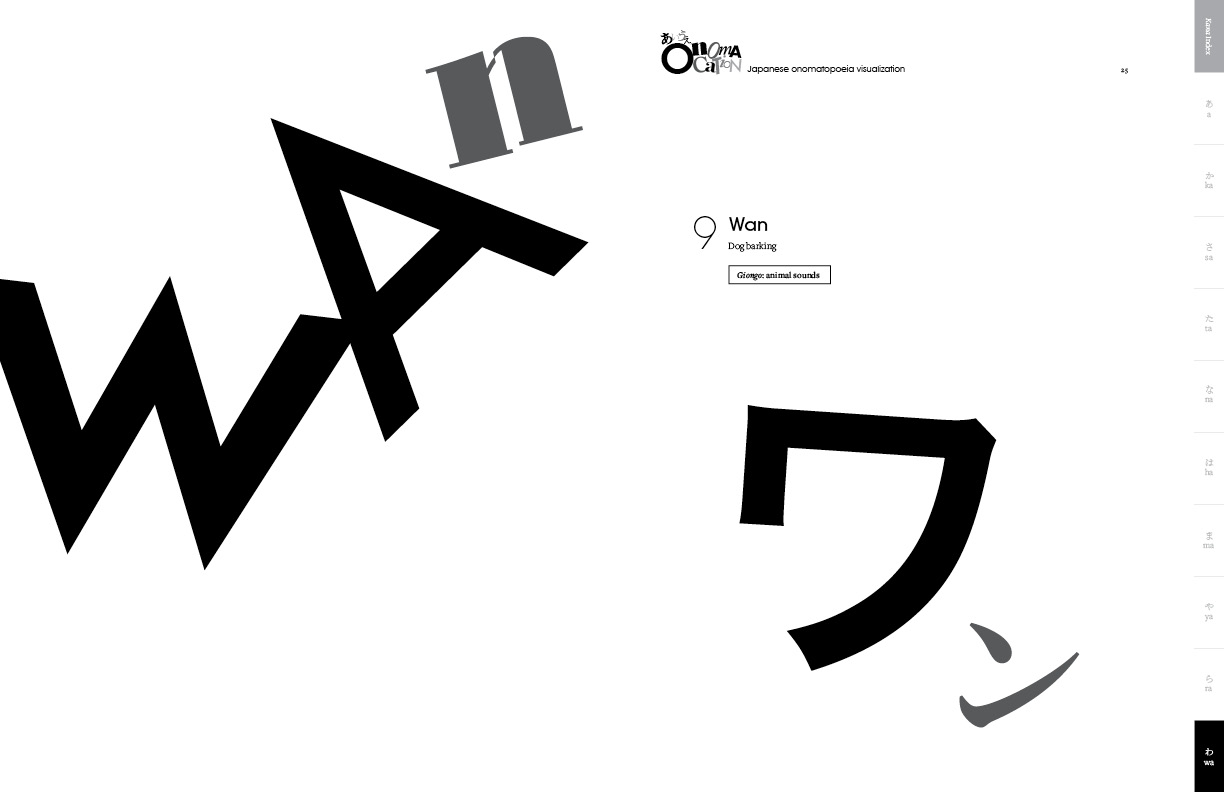 WAn
あいうえ
OnomA
CaTiON
Japanese onomatopoeia visualization
25
9
Wan
Dog barking
Giongo: animal sounds
ワン
Kana Index
あ
a
か
ka
さ
sa
た
ta
な
na
は
ha
ま
ma
や
ya
ら
ra
わ
wa